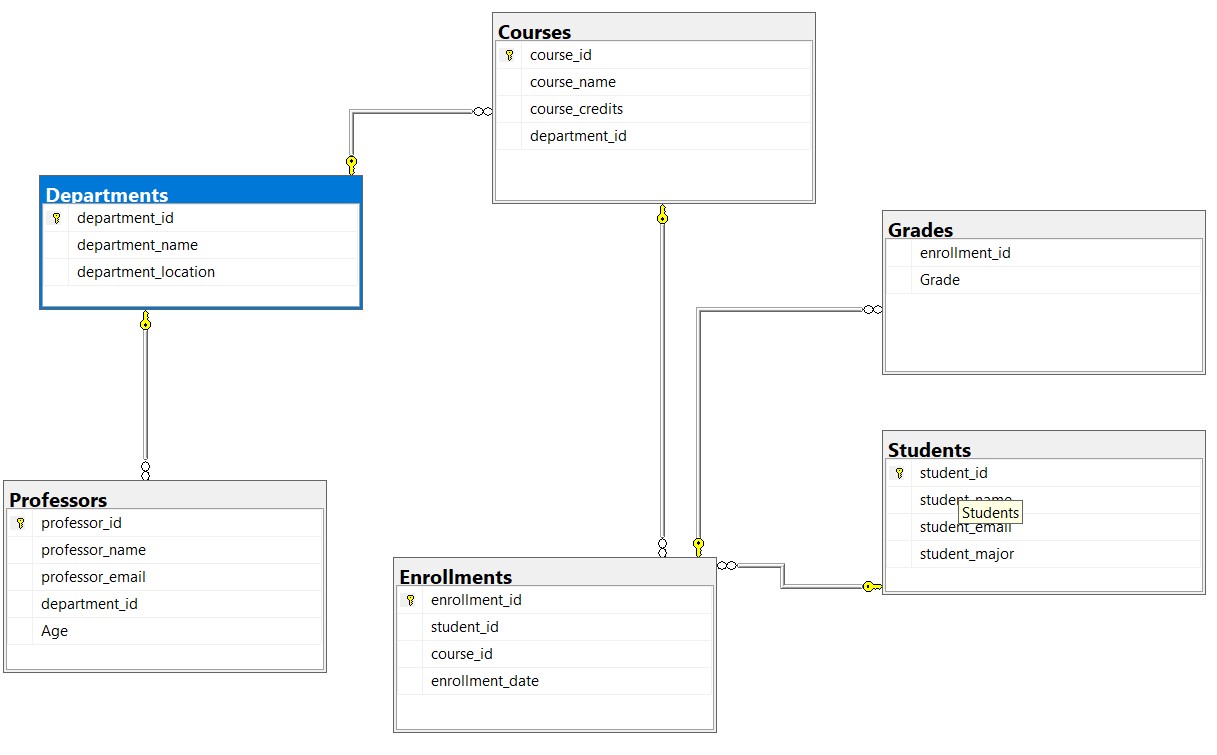 Courses
course_id
course_name
course_credits
department_id
Departments
department_id
department_name
department_location
Grades
enrollment_id
Grade
Students
student_id
student_name
Students
student_email
student_major
Professors
professor_id
professor_name
professor_email
department_id
Age
Enrollments
enrollment_id
student_id
course_id
enrollment_date